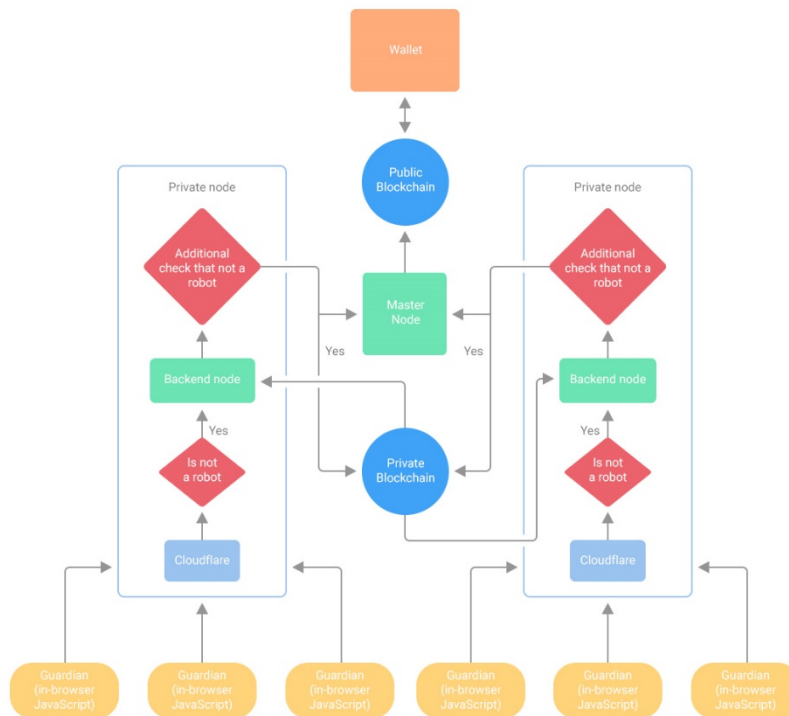 Wallet
Public
Blockchain
Private node
Private node
Additional
check that not a
robot
Additional
check that not a
robot
Master
Node
Yes
Yes
Backend node
Backend node
Yes
Yes
Is not
a robot
Private
Blockchain
Is not
a robot
Cloudflare
Cloudflare
Guardian
(in-browser
JavaScript)
Guardian
(in-browser
JavaScript)
Guardian
(in-browser
JavaScript)
Guardian
(in-browser
JavaScript)
Guardian
(in-browser
JavaScript)
Guardian
(in-browser
JavaScript)